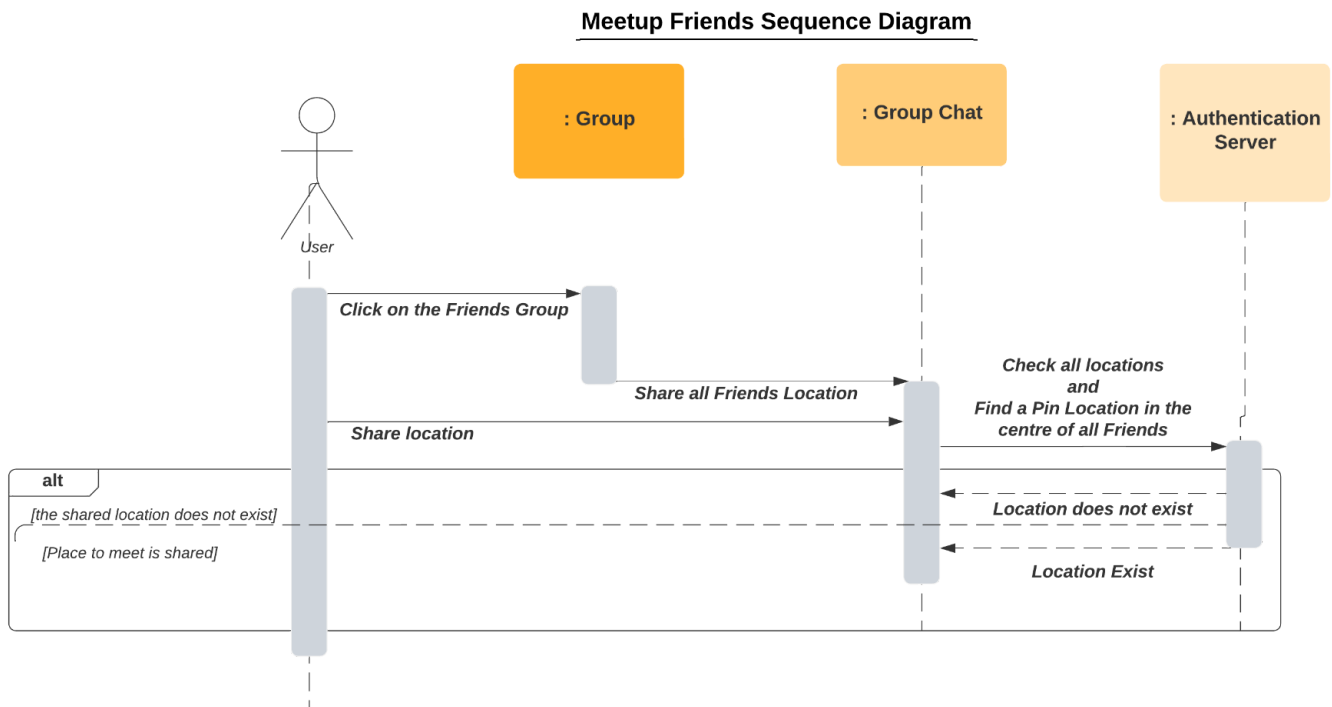 Meetup Friends Sequence Diagram
: Group
: Group Chat
: Authentication
Server
User
Click on the Friends Group
Share all Friends Location
Check all locations
and
Find a Pin Location in the
centre of all Friends
Share location
alt
[the shared location does not exist]
Location does not exist
[Place to meet is shared]
Location Exist